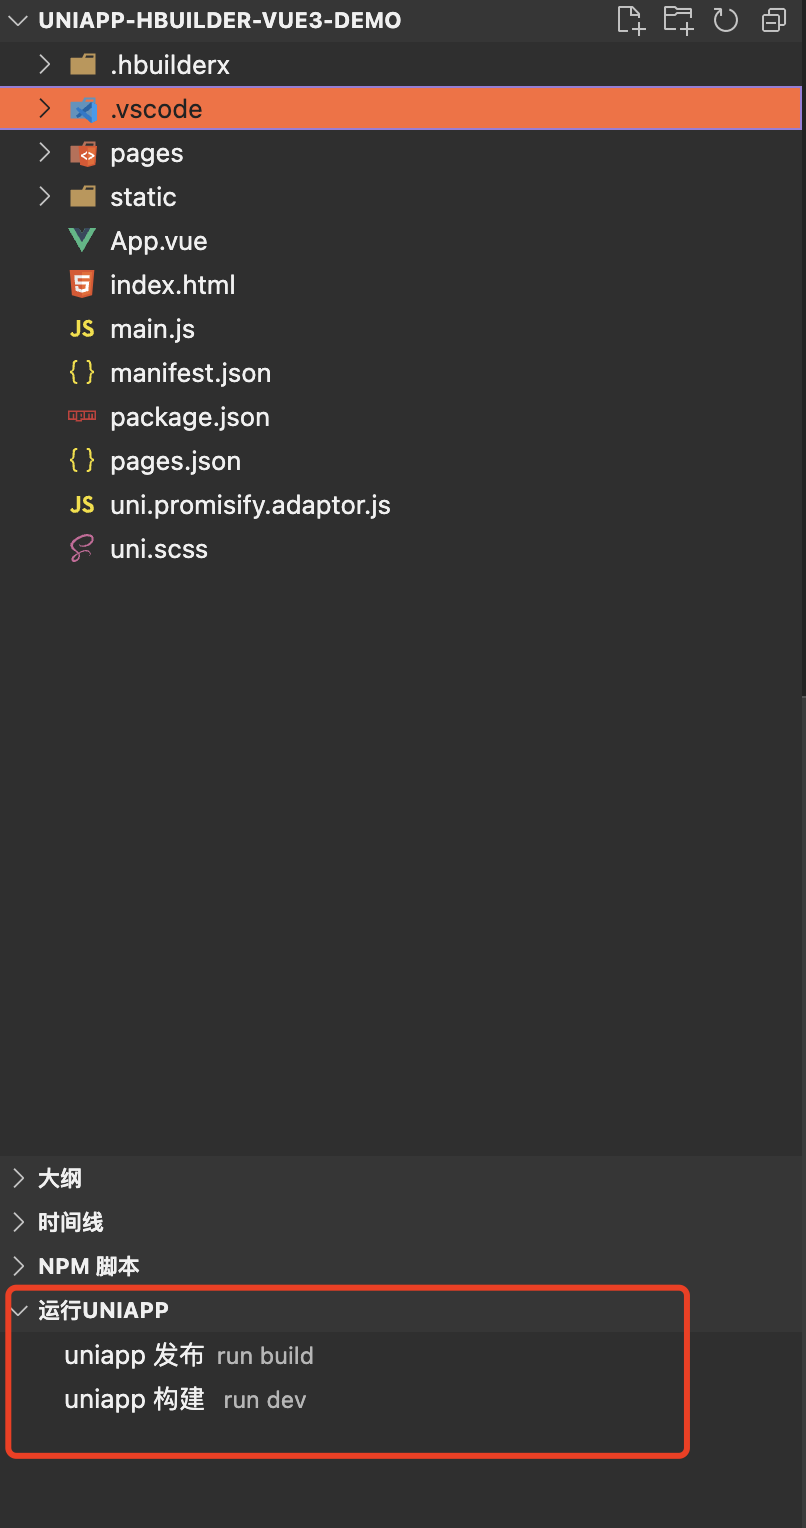 UNIAPP-HBUILDER-VUE3-DEMO
.hbuilderx
.vscode
pages
static
App.vue
index.html
JS main.js
{ } manifest.json
package.json
{ } pages.json
JS uni.promisify.adaptor.js
uni.scss
大纲
时间线
NPM 脚本
运行UNIAPP
uniapp 发布 run build
uniapp 构建 run dev